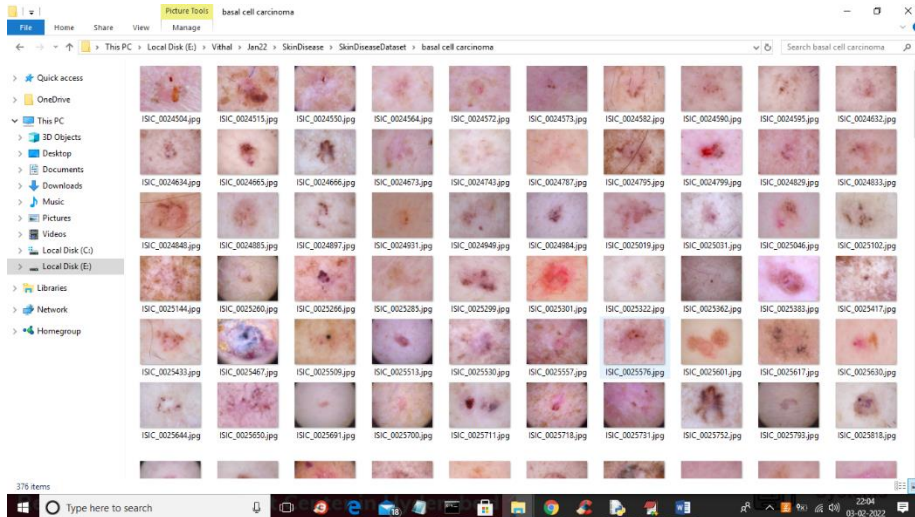 Picture Tools basal cell carcinoma
File Home Share View Manage
This PC › Local Disk (E:) › Vithal › Jan22 › SkinDisease › SkinDiseaseDataset › basal cell carcinoma
Search basal cell carcinoma
Quick access
OneDrive
This PC
3D Objects
Desktop
Documents
Downloads
Music
Pictures
Videos
Local Disk (C:)
Local Disk (E:)
Libraries
Network
Homegroup
ISIC_0024504.jpg ISIC_0024515.jpg ISIC_0024550.jpg ISIC_0024564.jpg ISIC_0024572.jpg ISIC_0024573.jpg ISIC_0024582.jpg ISIC_0024590.jpg ISIC_0024595.jpg ISIC_0024632.jpg
ISIC_0024634.jpg ISIC_0024665.jpg ISIC_0024666.jpg ISIC_0024673.jpg ISIC_0024743.jpg ISIC_0024787.jpg ISIC_0024795.jpg ISIC_0024799.jpg ISIC_0024829.jpg ISIC_0024833.jpg
ISIC_0024848.jpg ISIC_0024885.jpg ISIC_0024897.jpg ISIC_0024931.jpg ISIC_0024949.jpg ISIC_0024984.jpg ISIC_0025019.jpg ISIC_0025031.jpg ISIC_0025046.jpg ISIC_0025102.jpg
ISIC_0025144.jpg ISIC_0025260.jpg ISIC_0025266.jpg ISIC_0025285.jpg ISIC_0025299.jpg ISIC_0025301.jpg ISIC_0025322.jpg ISIC_0025362.jpg ISIC_0025383.jpg ISIC_0025417.jpg
ISIC_0025433.jpg ISIC_0025467.jpg ISIC_0025509.jpg ISIC_0025513.jpg ISIC_0025530.jpg ISIC_0025557.jpg ISIC_0025576.jpg ISIC_0025601.jpg ISIC_0025617.jpg ISIC_0025630.jpg
ISIC_0025644.jpg ISIC_0025650.jpg ISIC_0025691.jpg ISIC_0025700.jpg ISIC_0025711.jpg ISIC_0025718.jpg ISIC_0025731.jpg ISIC_0025752.jpg ISIC_0025793.jpg ISIC_0025818.jpg
376 items
Type here to search
18
22:04
03-02-2022